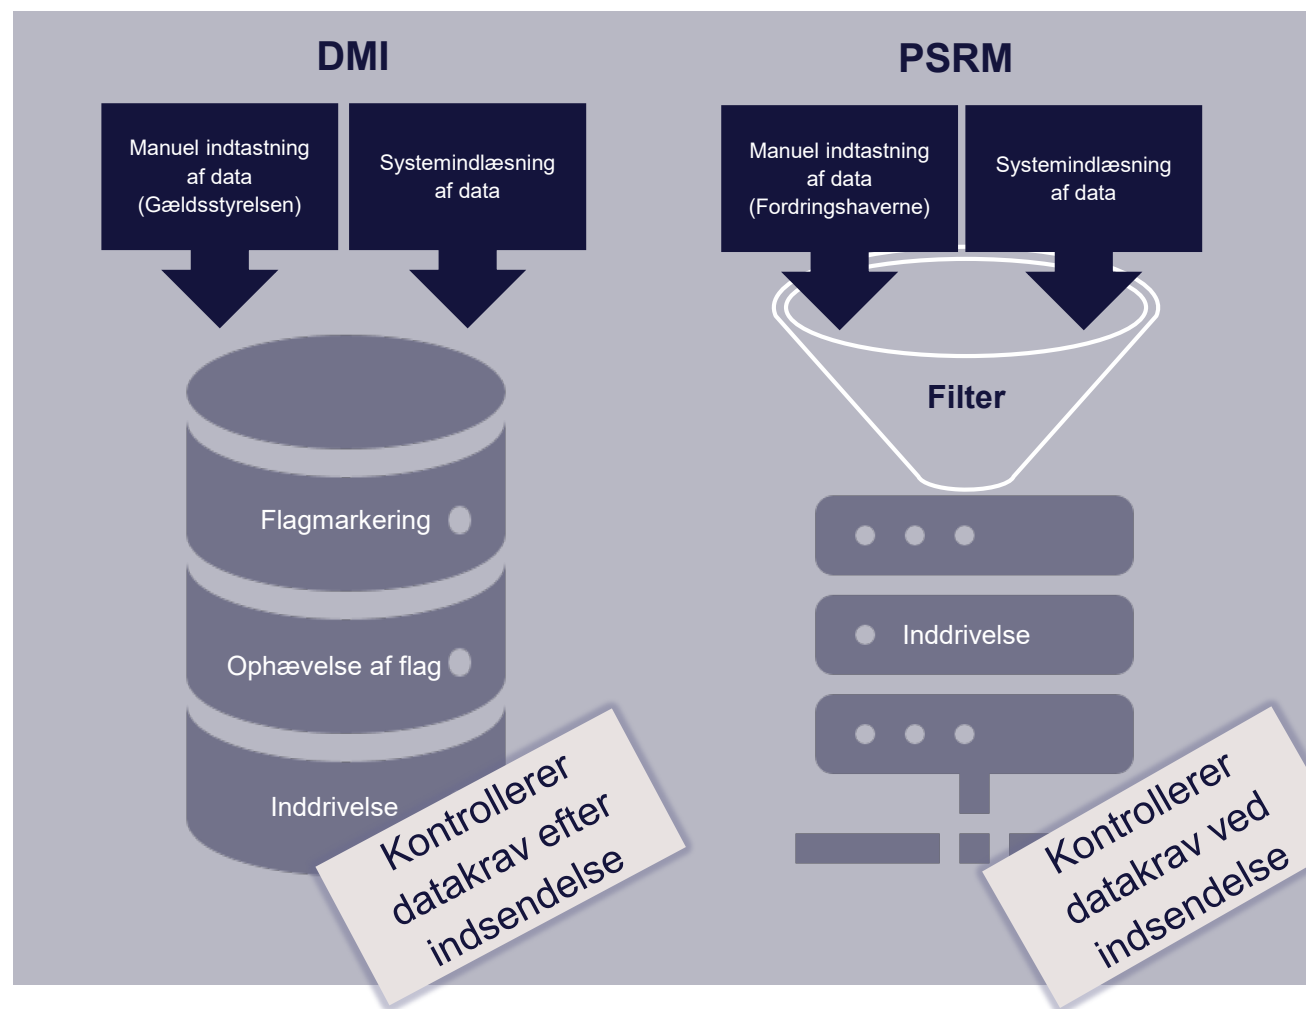 DMI
Manuel indtastning
af data
(Gældsstyrelsen)
Systemindlæsning
af data
Flagmarkering
Ophævelse af flag
Inddrivelse
Kontrollerer
datakrav efter
indsendelse
PSRM
Manuel indtastning
af data
(Fordringshaverne)
Systemindlæsning
af data
Filter
Inddrivelse
Kontrollerer
datakrav ved
indsendelse